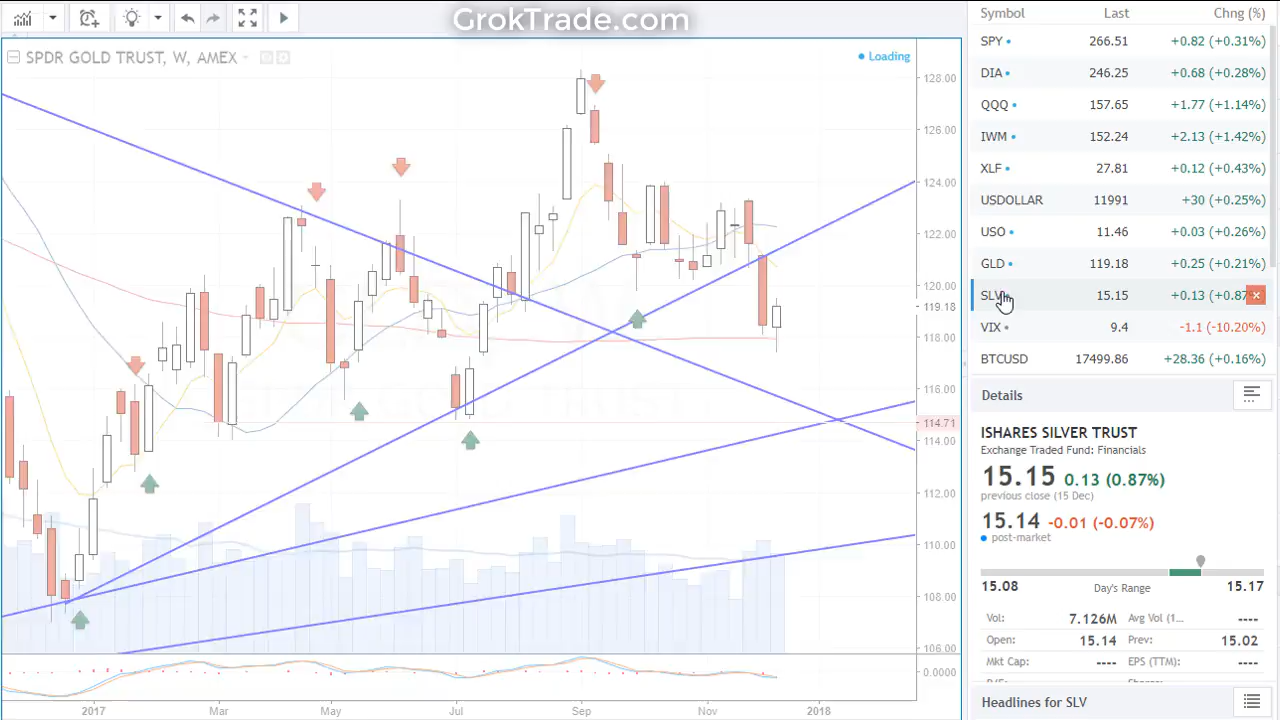 GrokTrade.com
SPDR GOLD TRUST, W, AMEX
Loading
128.00
126.00
124.00
122.00
120.00
119.18
118.00
116.00
114.71
114.00
112.00
110.00
108.00
106.00
0.0000
2017 Mar May Jul Sep Nov 2018
Symbol Last Chng (%)
SPY 266.51 +0.82 (+0.31%)
DIA 246.25 +0.68 (+0.28%)
QQQ 157.65 +1.77 (+1.14%)
IWM 152.24 +2.13 (+1.42%)
XLF 27.81 +0.12 (+0.43%)
USDOLLAR 11991 +30 (+0.25%)
USO 11.46 +0.03 (+0.26%)
GLD 119.18 +0.25 (+0.21%)
SLV 15.15 +0.13 (+0.87
VIX 9.4 -1.1 (-10.20%)
BTCUSD 17499.86 +28.36 (+0.16%)
Details
ISHARES SILVER TRUST
Exchange Traded Fund: Financials
15.15 0.13 (0.87%)
previous close (15 Dec)
15.14 -0.01 (-0.07%)
post-market
15.08 Day's Range 15.17
Vol: 7.126M Avg Vol (1... ----
Open: 15.14 Prev: 15.02
Mkt Cap: ---- EPS (TTM): ----
Headlines for SLV